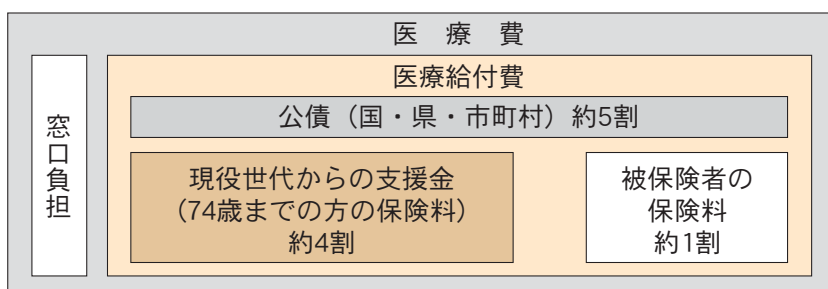 医 療 費
医療給付費
窓口負担
公債（国・県・市町村）約5割
現役世代からの支援金
（74歳までの方の保険料）
約4割
被保険者の
保険料
約1割